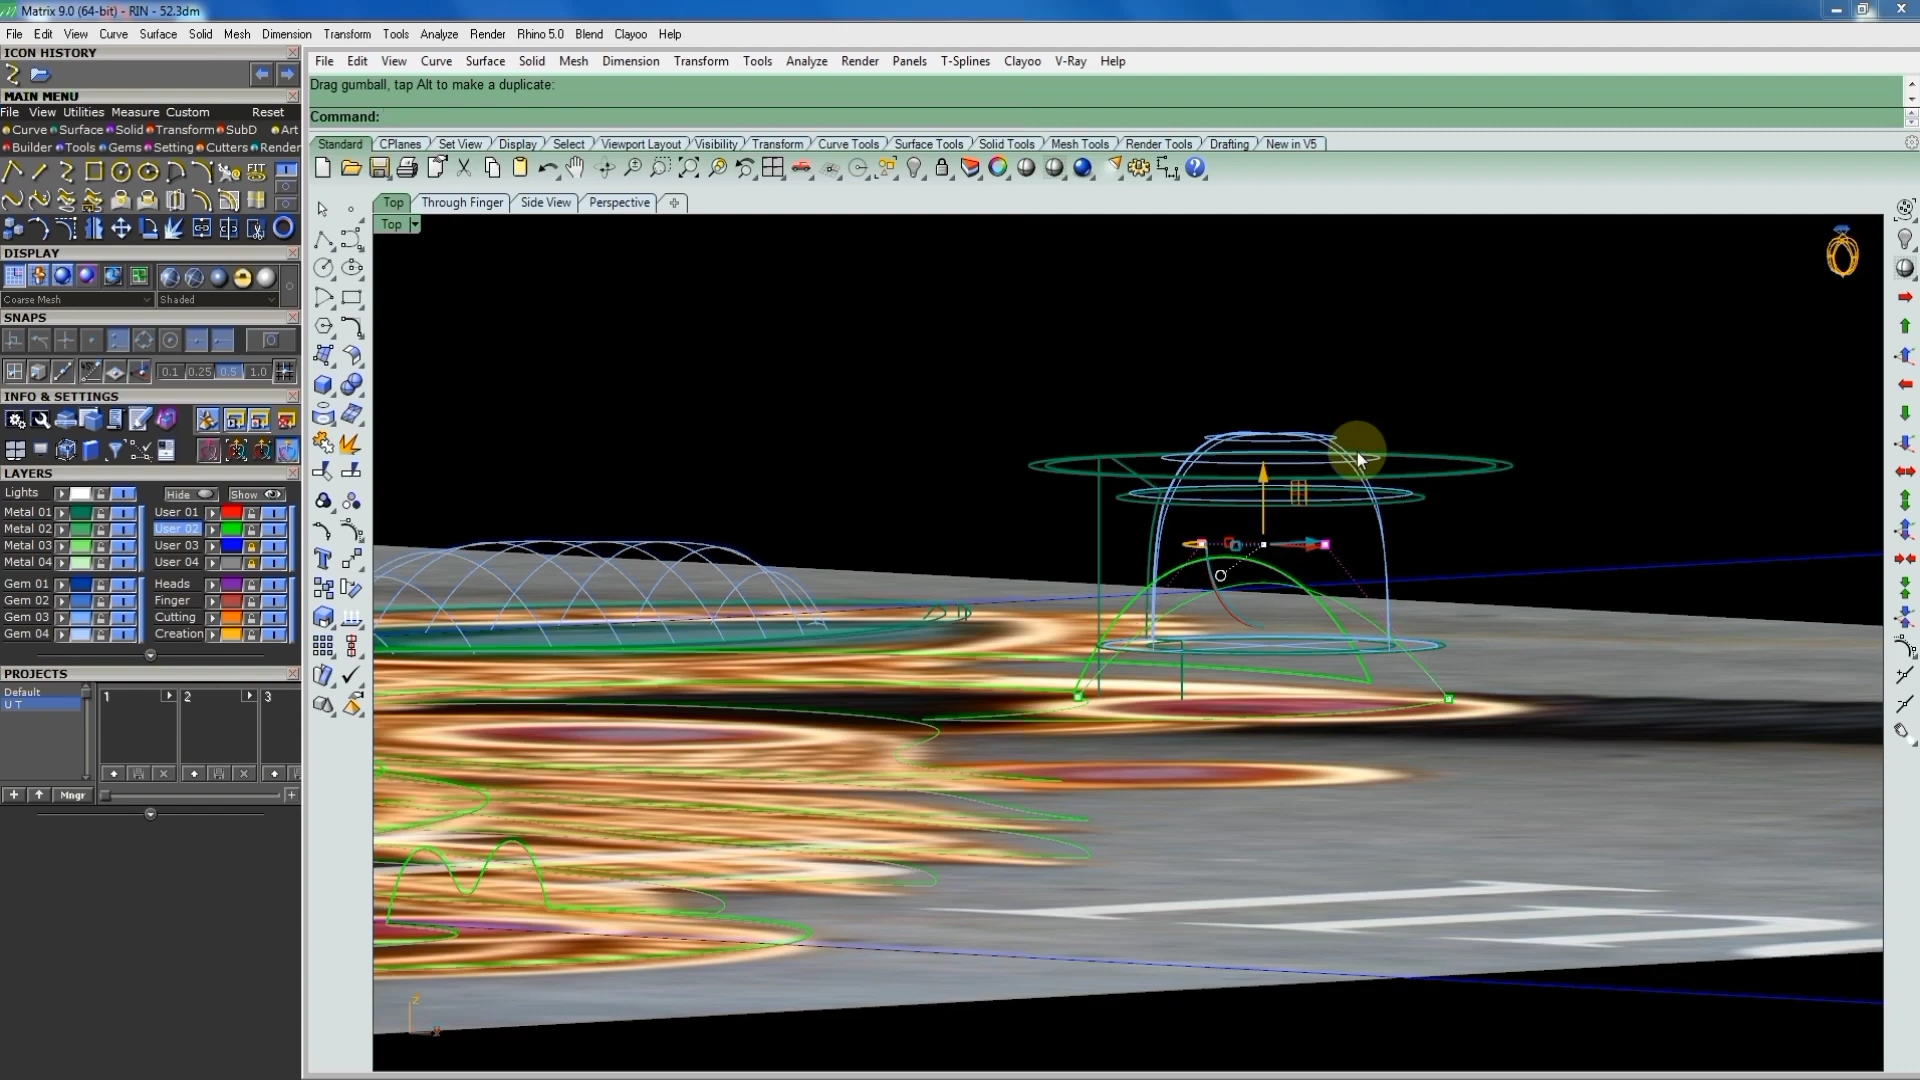 Matrix 9.0 (64-bit) - RIN - 52.3dm
File Edit View Curve Surface Solid Mesh Dimension Transform Tools Analyze Render Rhino 5.0 Blend Clayoo Help
ICON HISTORY
MAIN MENU
File View Utilities Measure Custom Reset
Curve Surface Solid Transform SubD Art
Builder Tools Gems Setting Cutters Render
FIT
DISPLAY
Coarse Mesh Shaded
SNAPS
0.1 0.25 0.5 1.0
INFO & SETTINGS
LAYERS
Lights Hide Show
Metal 01 User 01
Metal 02 User 02
Metal 03 User 03
Metal 04 User 04
Gem 01 Heads
Gem 02 Finger
Gem 03 Cutting
Gem 04 Creation
PROJECTS
Default
U T
1 2 3
Mngr
File Edit View Curve Surface Solid Mesh Dimension Transform Tools Analyze Render Panels T-Splines Clayoo V-Ray Help
Drag gumball, tap Alt to make a duplicate:
Command:
Standard CPlanes Set View Display Select Viewport Layout Visibility Transform Curve Tools Surface Tools Solid Tools Mesh Tools Render Tools Drafting New in V5
Top Through Finger Side View Perspective
Top
z
x